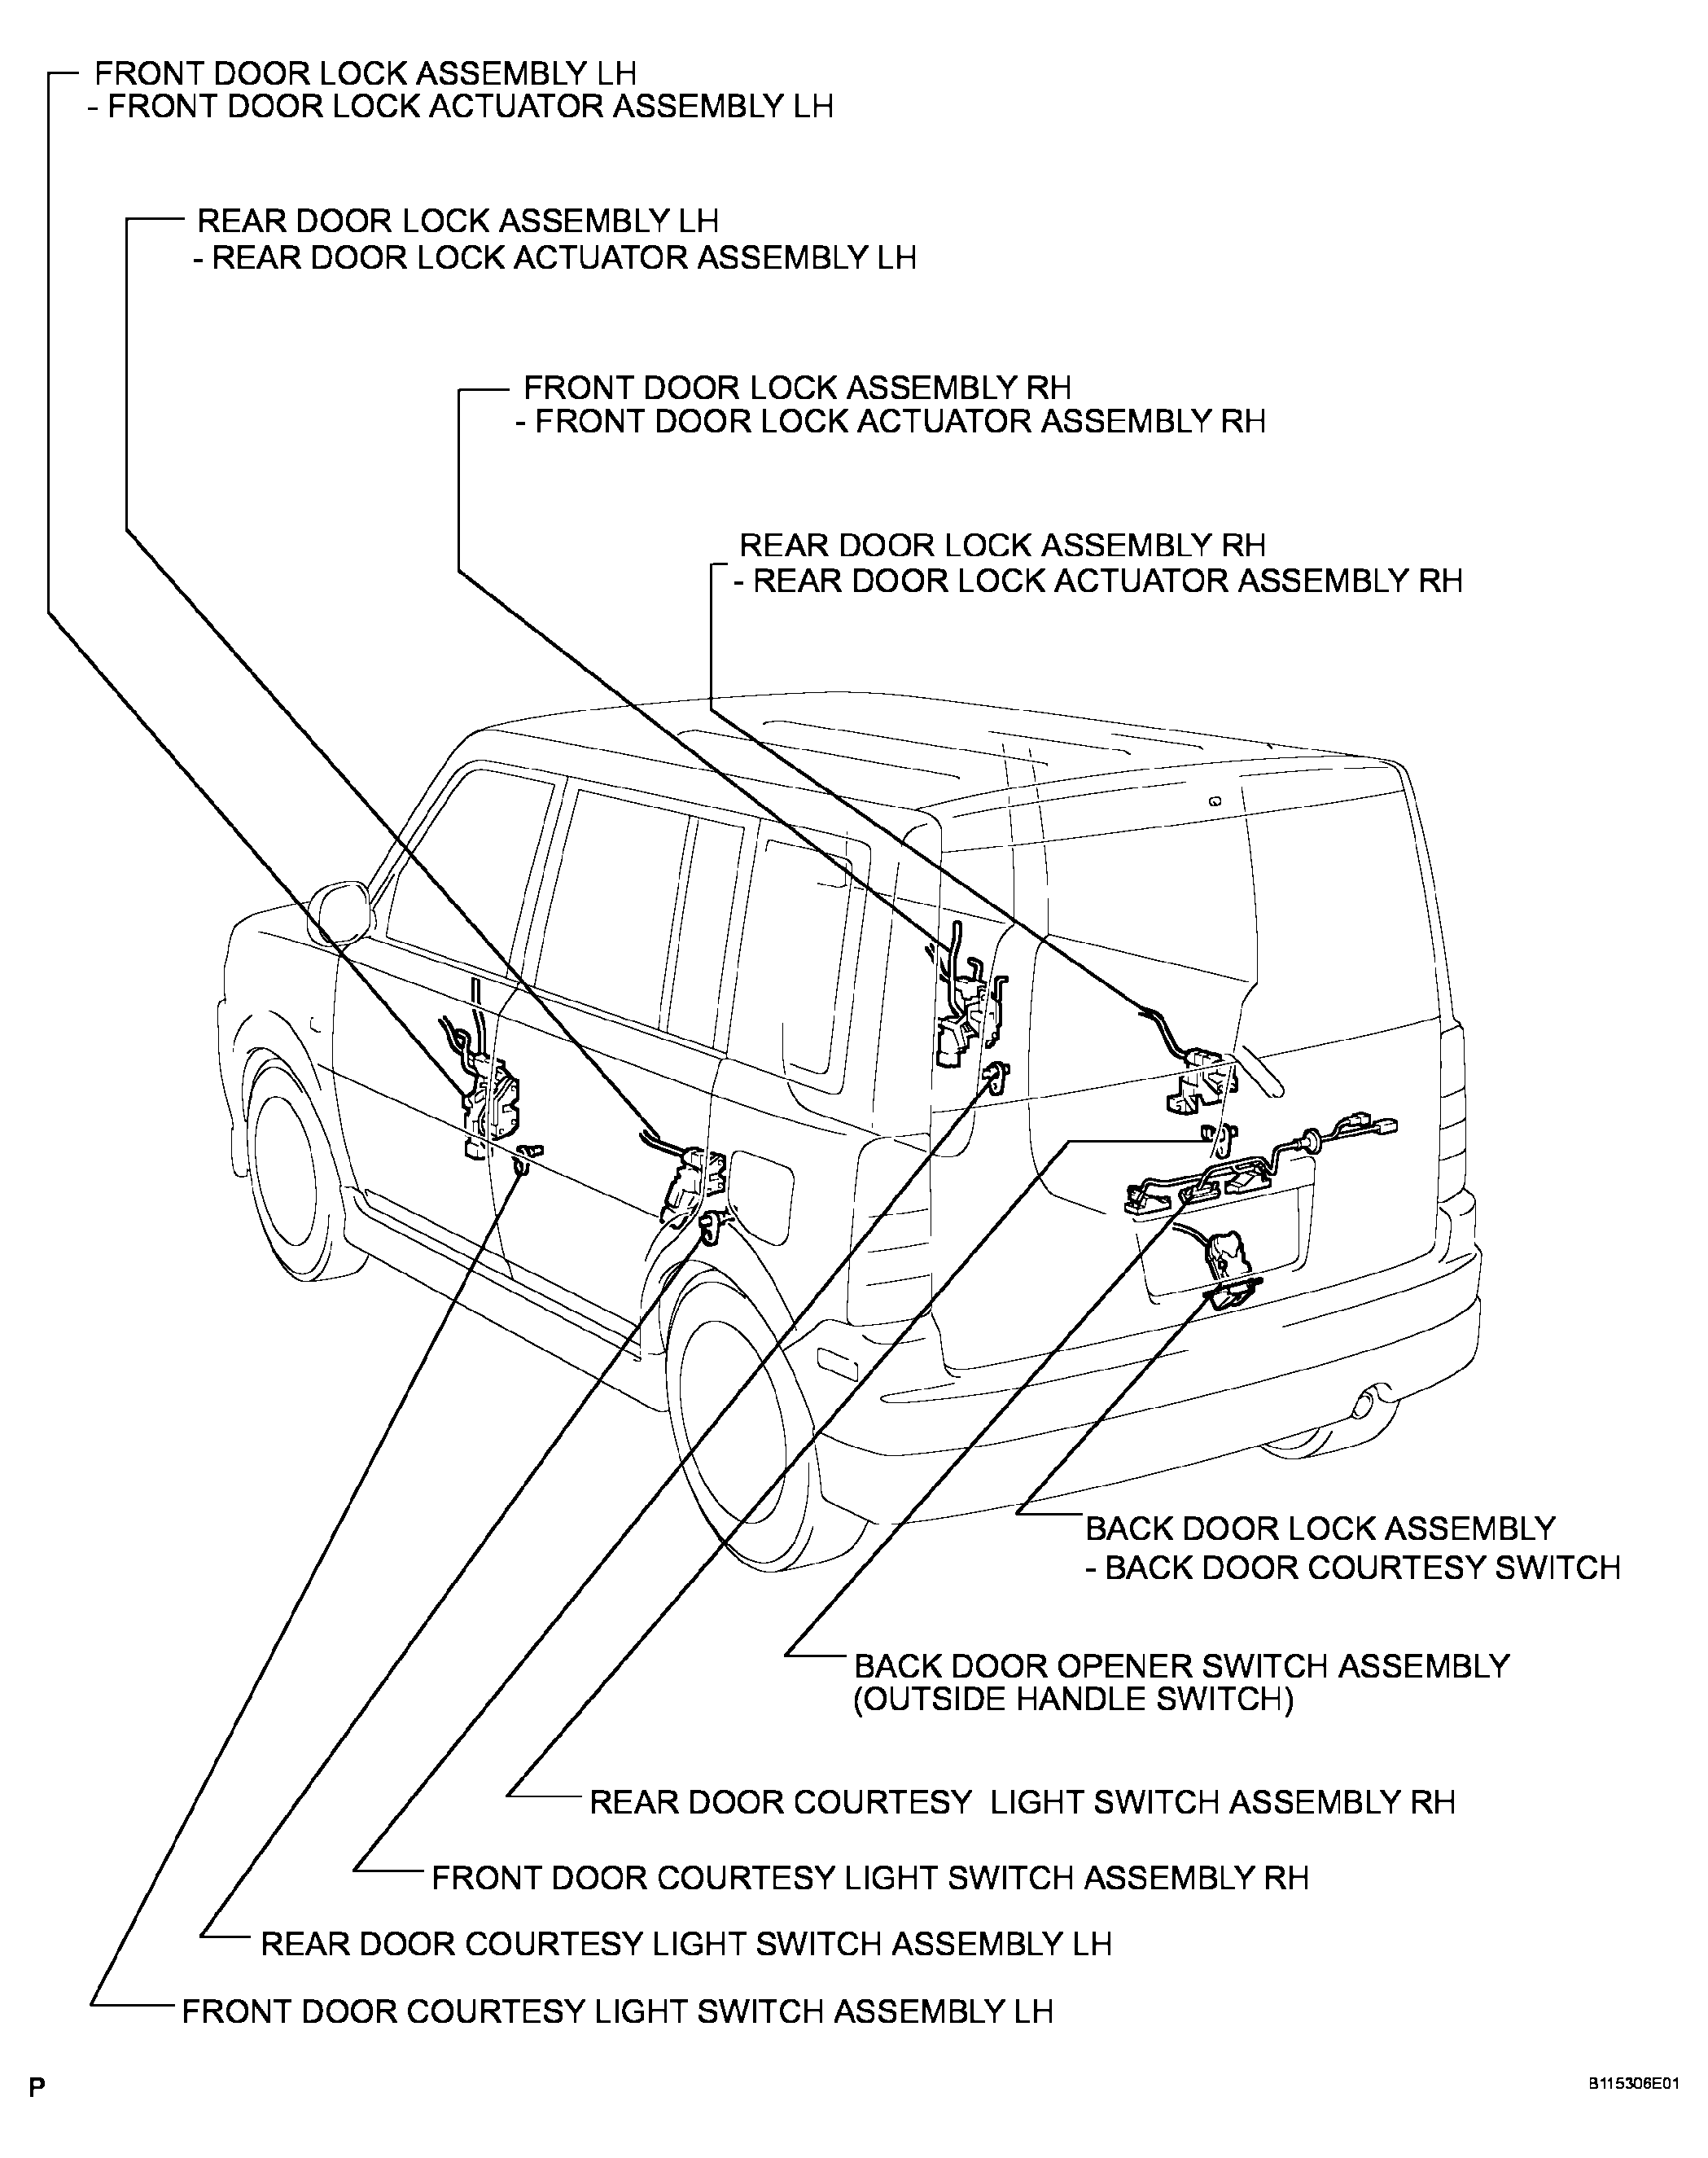 FRONT DOOR LOCK ASSEMBLY LH
- FRONT DOOR LOCK ACTUATOR ASSEMBLY LH
REAR DOOR LOCK ASSEMBLY LH
- REAR DOOR LOCK ACTUATOR ASSEMBLY LH
FRONT DOOR LOCK ASSEMBLY RH
- FRONT DOOR LOCK ACTUATOR ASSEMBLY RH
REAR DOOR LOCK ASSEMBLY RH
- REAR DOOR LOCK ACTUATOR ASSEMBLY RH
BACK DOOR LOCK ASSEMBLY
- BACK DOOR COURTESY SWITCH
BACK DOOR OPENER SWITCH ASSEMBLY
(OUTSIDE HANDLE SWITCH)
REAR DOOR COURTESY LIGHT SWITCH ASSEMBLY RH
FRONT DOOR COURTESY LIGHT SWITCH ASSEMBLY RH
REAR DOOR COURTESY LIGHT SWITCH ASSEMBLY LH
FRONT DOOR COURTESY LIGHT SWITCH ASSEMBLY LH
P
B115306E01